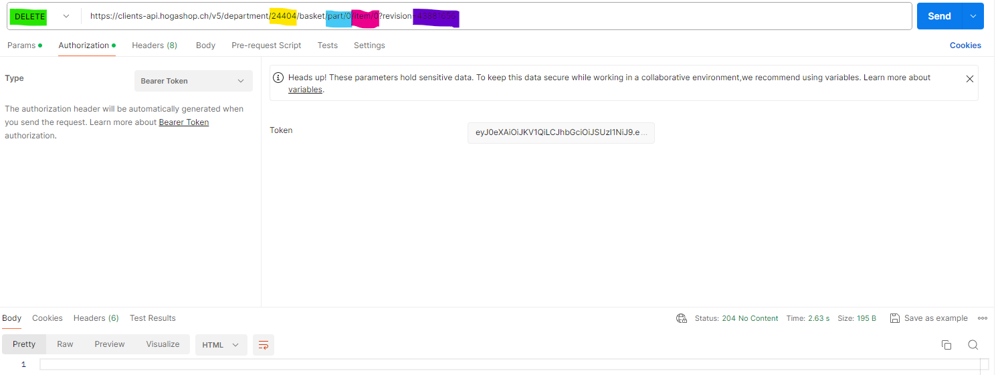 DELETE https://clients-api.hogashop.ch/v5/department/24404/basket/part/0/item/0?revision= Send
Params Authorization Headers (8) Body Pre-request Script Tests Settings Cookies
Type Bearer Token
The authorization header will be automatically generated when
you send the request. Learn more about Bearer Token
authorization.
Heads up! These parameters hold sensitive data. To keep this data secure while working in a collaborative environment,we recommend using variables. Learn more about
variables.
Token eyJ0eXAiOiJKV1QiLCJhbGciOiJSUzI1NiJ9.e...
Body Cookies Headers (6) Test Results Status: 204 No Content Time: 2.63 s Size: 195 B Save as example
Pretty Raw Preview Visualize HTML
1